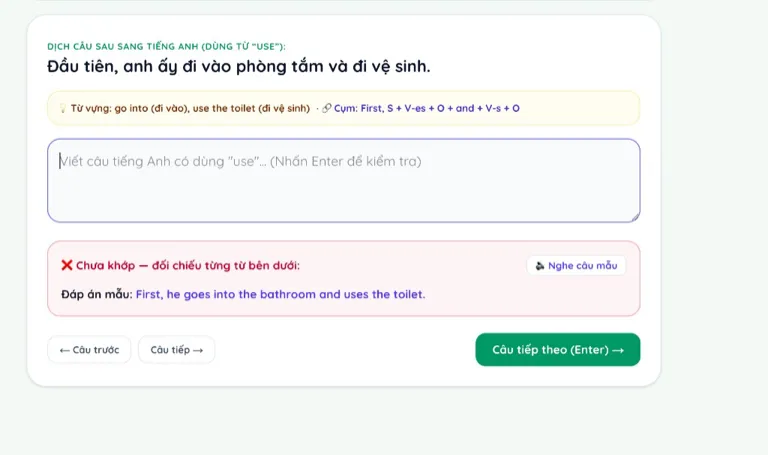 DỊCH CÂU SAU SANG TIẾNG ANH (DÙNG TỪ "USE"):
Đầu tiên, anh ấy đi vào phòng tắm và đi vệ sinh.
💡 Từ vựng: go into (đi vào), use the toilet (đi vệ sinh) · 🔗 Cụm: First, S + V-es + O + and + V-s + O
Viết câu tiếng Anh có dùng "use"... (Nhấn Enter để kiểm tra)
❌ Chưa khớp — đối chiếu từng từ bên dưới:
🔊 Nghe câu mẫu
Đáp án mẫu: First, he goes into the bathroom and uses the toilet.
← Câu trước
Câu tiếp →
Câu tiếp theo (Enter) →